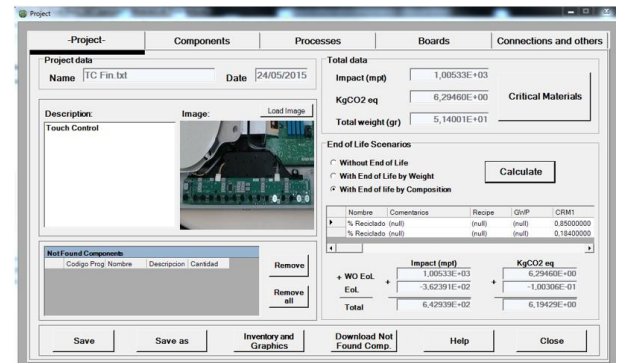 Project
-Project-
Components
Processes
Boards
Connections and others
Project data
Name TC Fin.txt Date 24/05/2015
Description:
Image:
Load Image
Touch Control
Total data
Impact (mpt) 1,00533E+03
KgCO2 eq 6,29460E+00
Total weight (gr) 5,14001E+01
Critical Materials
End of Life Scenarios
Without End of Life
With End of Life by Weight
With End of life by Composition
Calculate
Nombre Comentarios Recipe GWP CRM1
% Reciclado (null) (null) (null) 0,85000000
% Reciclado (null) (null) (null) 0,18400000
Not Found Components
Codigo Prog Nombre Descripcion Cantidad
Remove
Remove all
Impact (mpt) KgCO2 eq
+ WO EoL 1,00533E+03 6,29460E+00
EoL + -3,62391E+02 + -1,00306E-01
Total 6,42939E+02 6,19429E+00
Save
Save as
Inventory and Graphics
Download Not Found Comp.
Help
Close